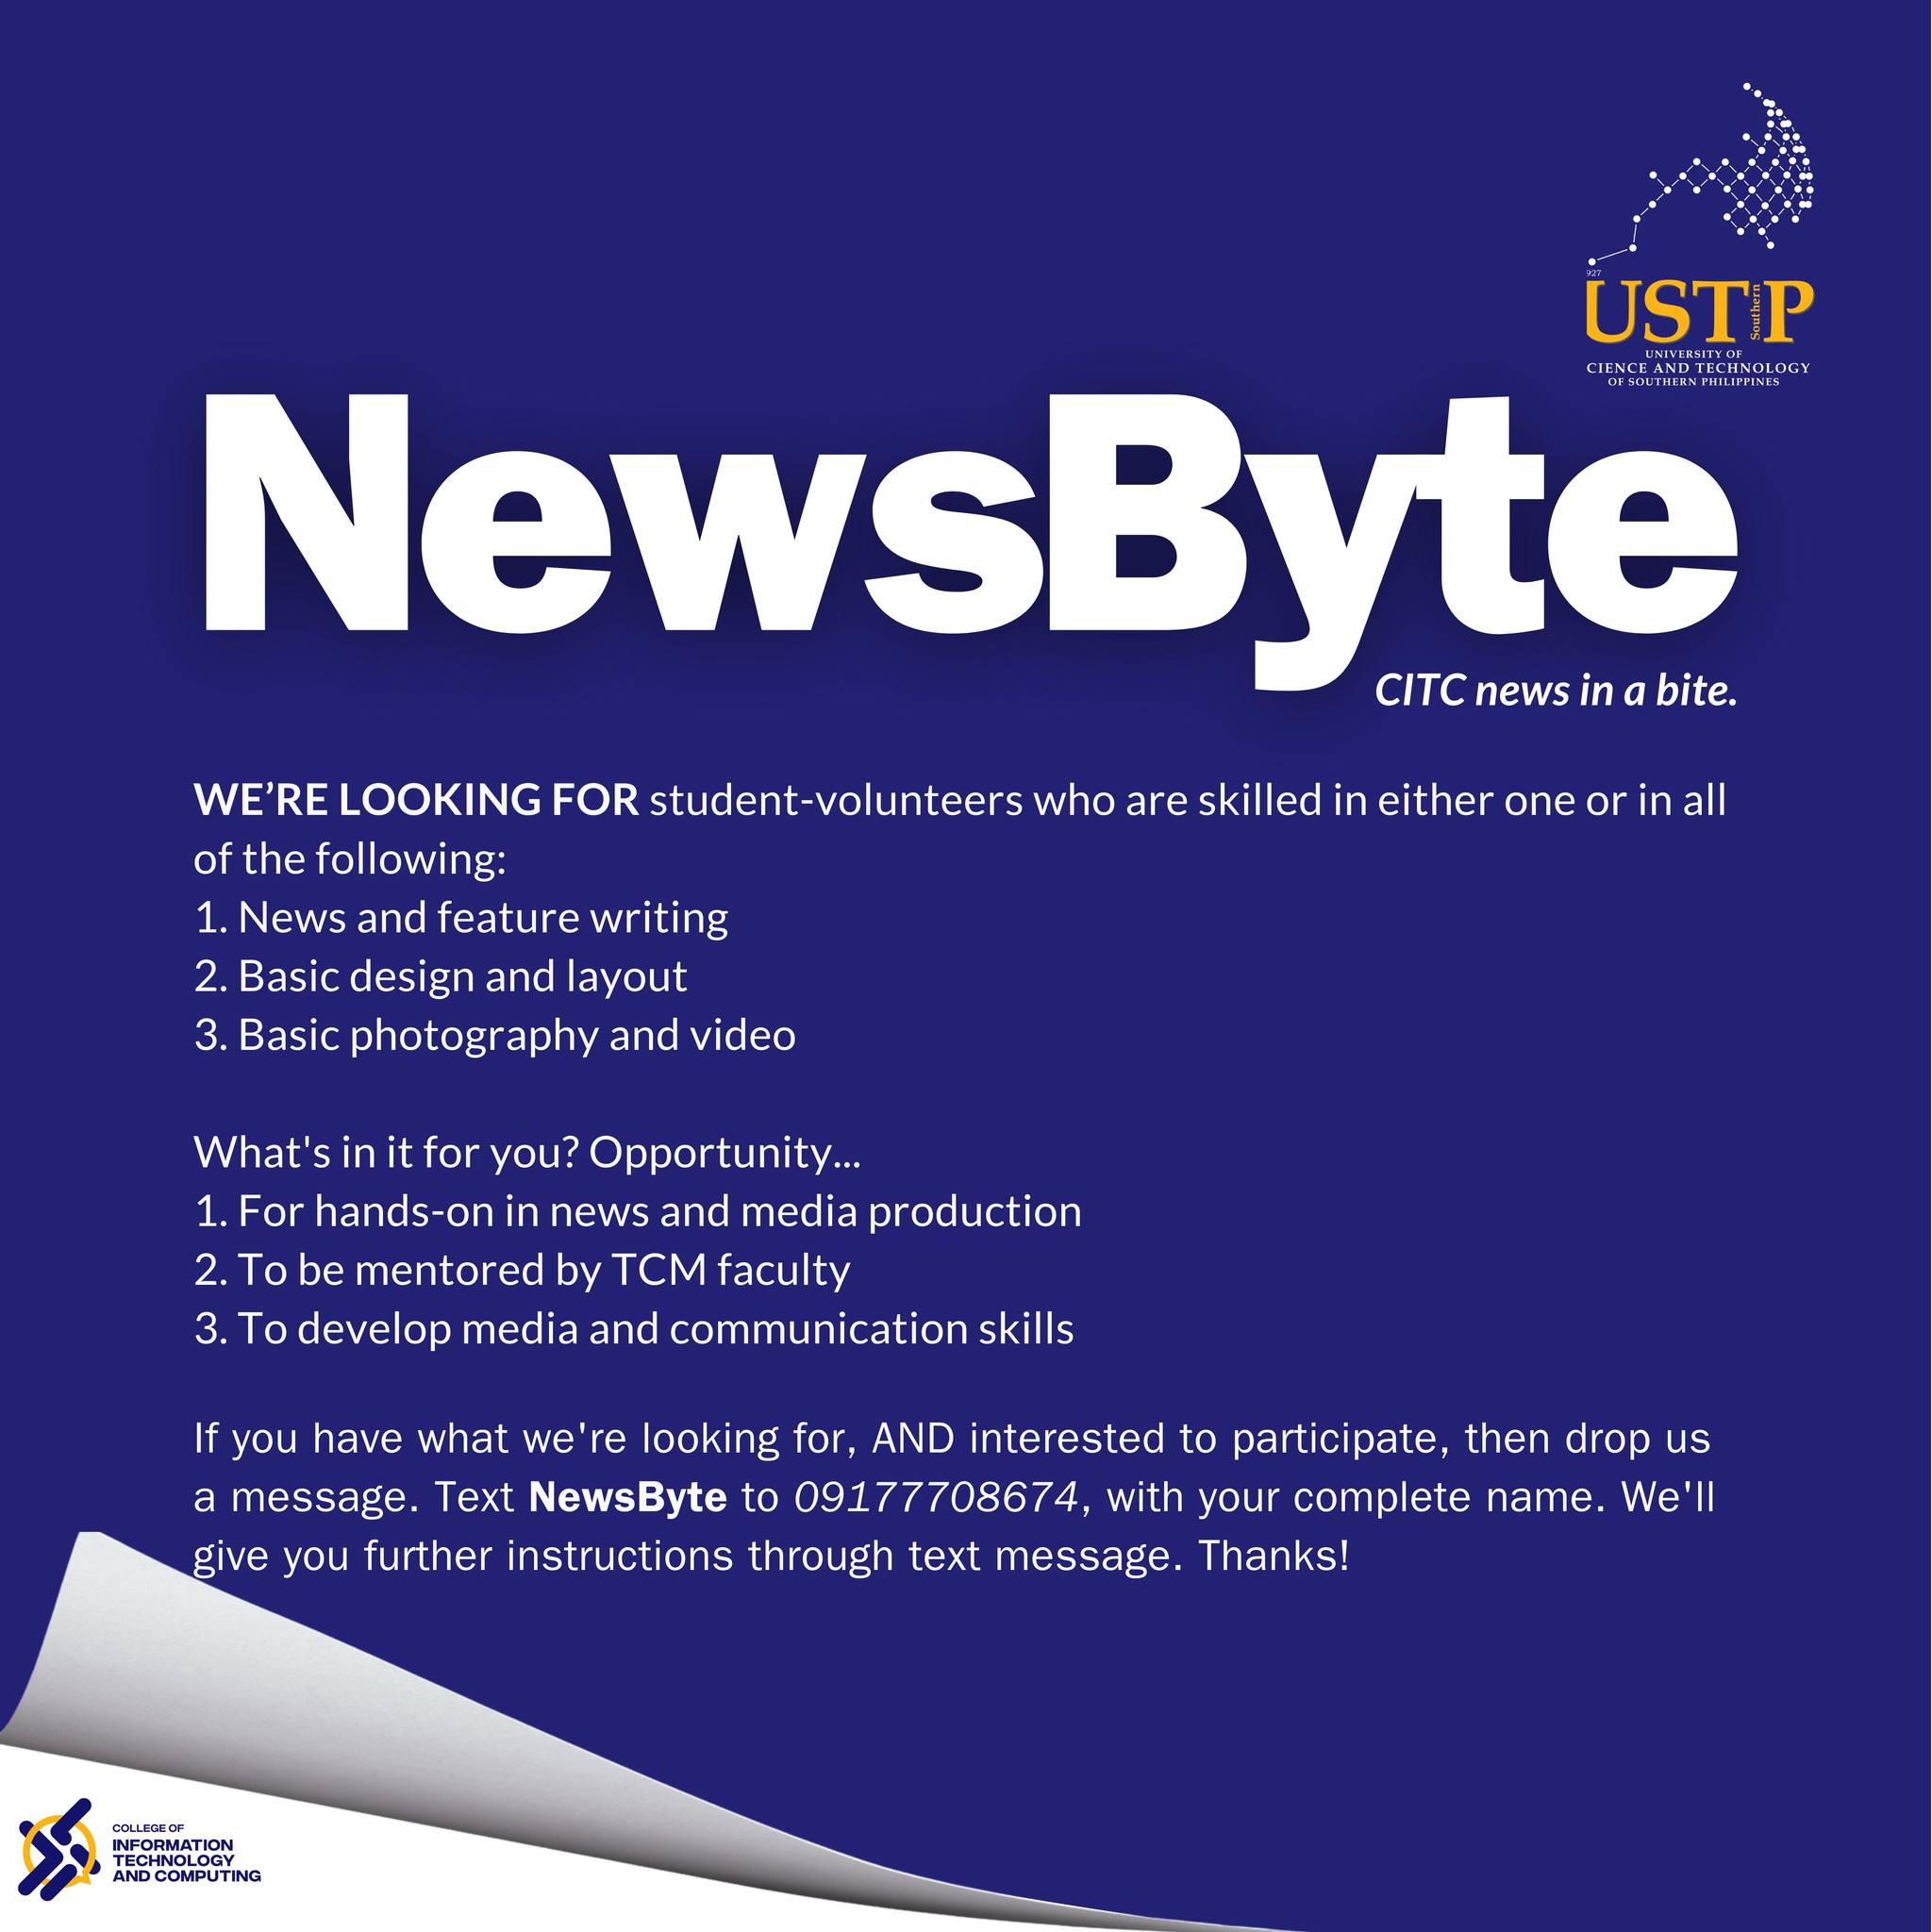 927
USTP
Southern
UNIVERSITY OF
CIENCE AND TECHNOLOGY
OF SOUTHERN PHILIPPINES
NewsByte
CITC news in a bite.
WE’RE LOOKING FOR student-volunteers who are skilled in either one or in all
of the following:
1. News and feature writing
2. Basic design and layout
3. Basic photography and video
What's in it for you? Opportunity...
1. For hands-on in news and media production
2. To be mentored by TCM faculty
3. To develop media and communication skills
If you have what we're looking for, AND interested to participate, then drop us
a message. Text NewsByte to 09177708674, with your complete name. We'll
give you further instructions through text message. Thanks!
COLLEGE OF
INFORMATION
TECHNOLOGY
AND COMPUTING